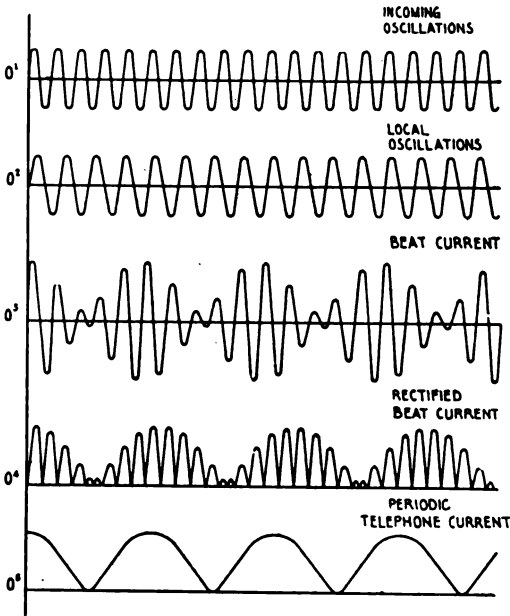 INCOMING
OSCILLATIONS
O¹
LOCAL
OSCILLATIONS
O²
BEAT CURRENT
O³
RECTIFIED
BEAT CURRENT
O⁴
PERIODIC
TELEPHONE CURRENT
O⁵